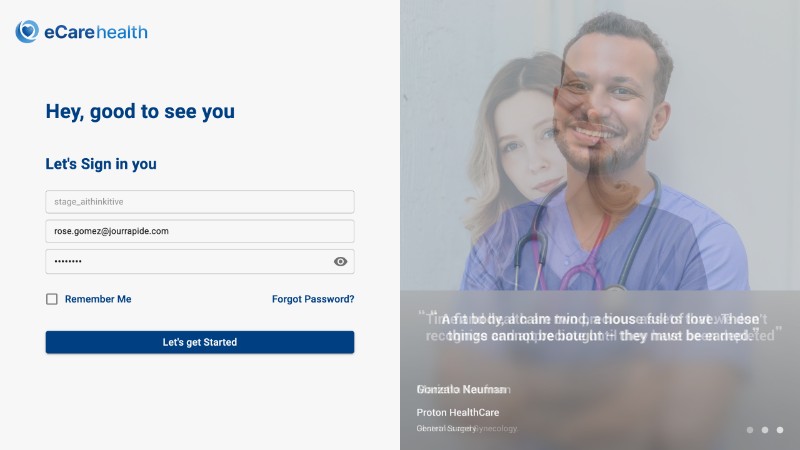 eCarehealth
Hey, good to see you
Let's Sign in you
stage_aithinkitive
rose.gomez@jourrapide.com
••••••••
Remember Me
Forgot Password?
Let's get Started
"A fit body, a calm mind, a house full of love. These
things cannot be bought – they must be earned."
Proton HealthCare
General Surgery